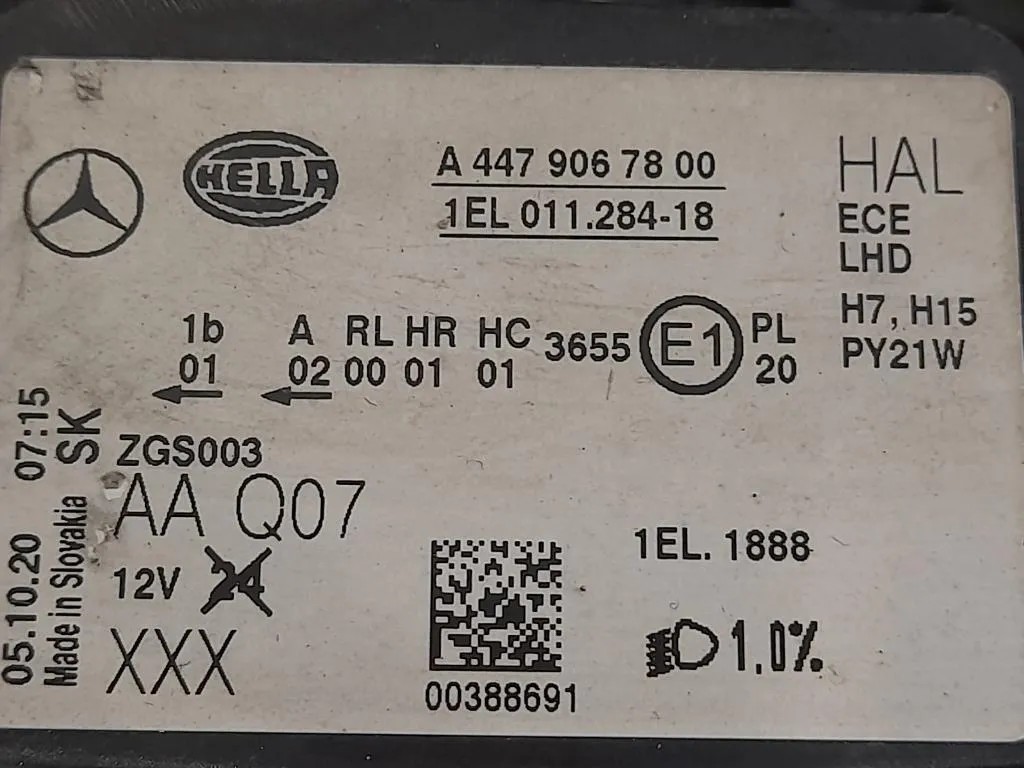 HELLA
A 447 906 78 00
1EL 011.284-18
HAL
ECE
LHD
H7, H15
PY21W
1b A RL HR HC 3655 E1 PL
01 02 00 01 01 20
ZGS003
AA Q07
12V 24
XXX
00388691
1EL. 1888
1.0%
05.10.20 07:15
Made in Slovakia SK